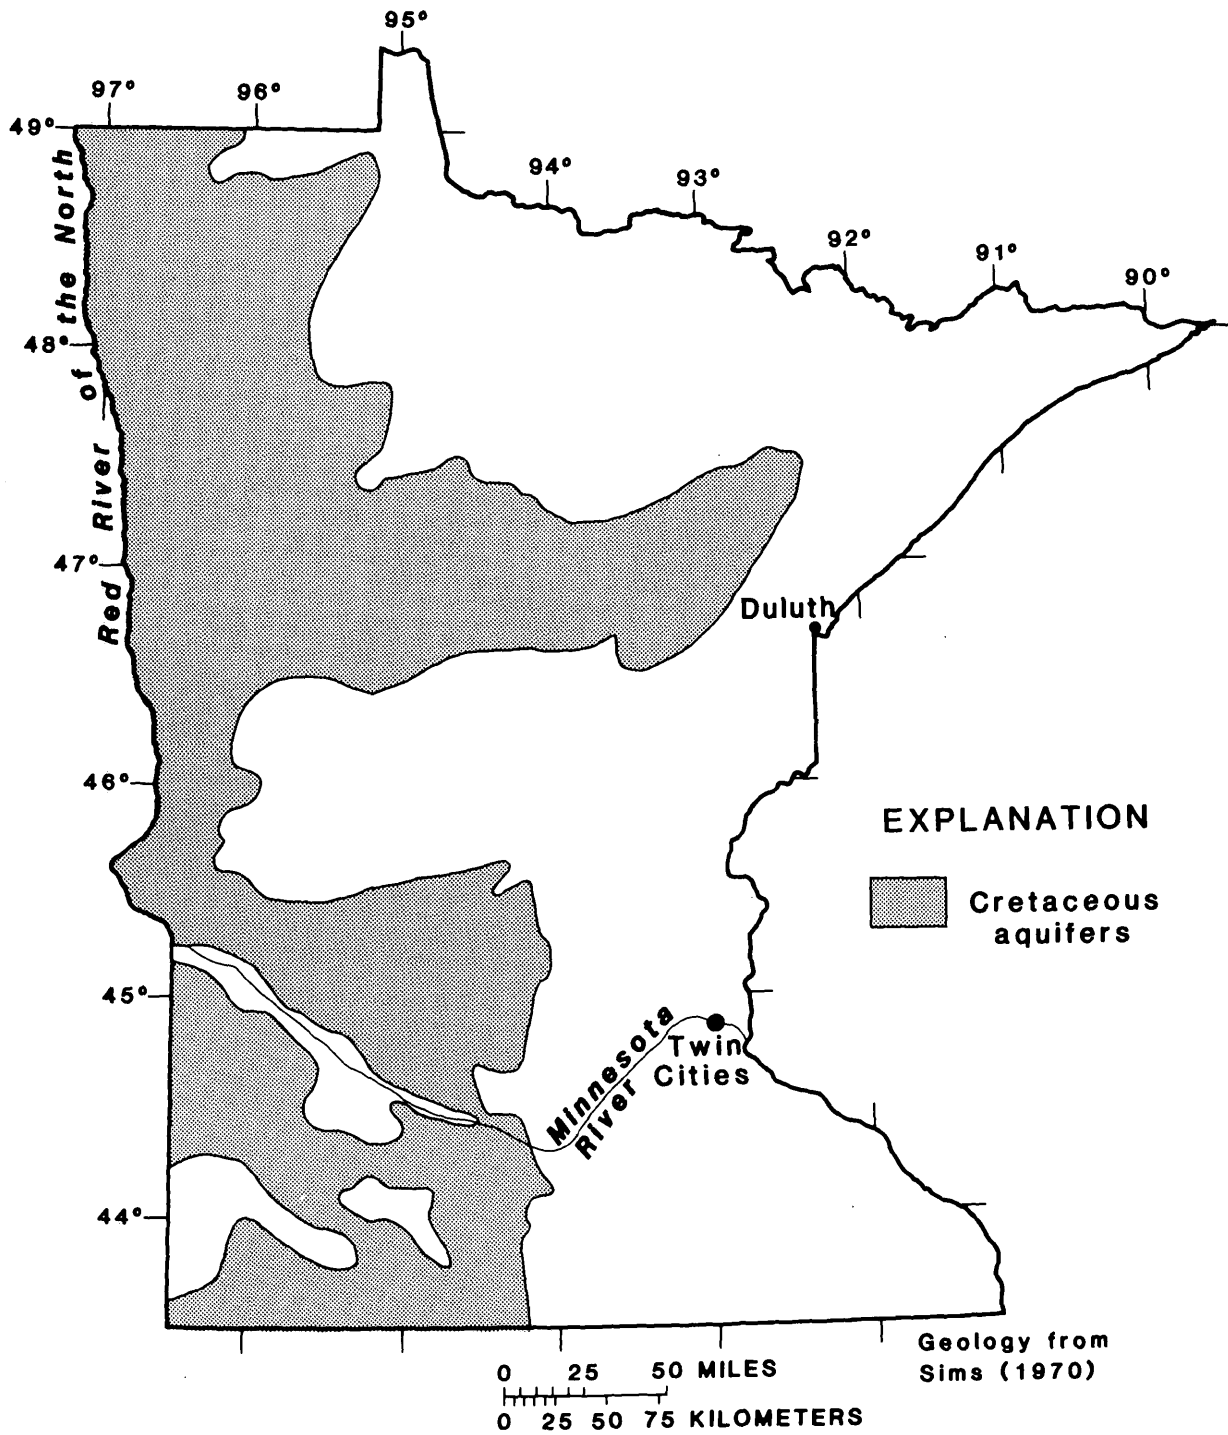 95°
97°
96°
49°
94°
93°
92°
91°
90°
48°
Red River of the North
47°
Duluth
46°
EXPLANATION
Cretaceous
aquifers
45°
Minnesota
River
Twin
Cities
44°
Geology from
Sims (1970)
0 25 50 MILES
0 25 50 75 KILOMETERS